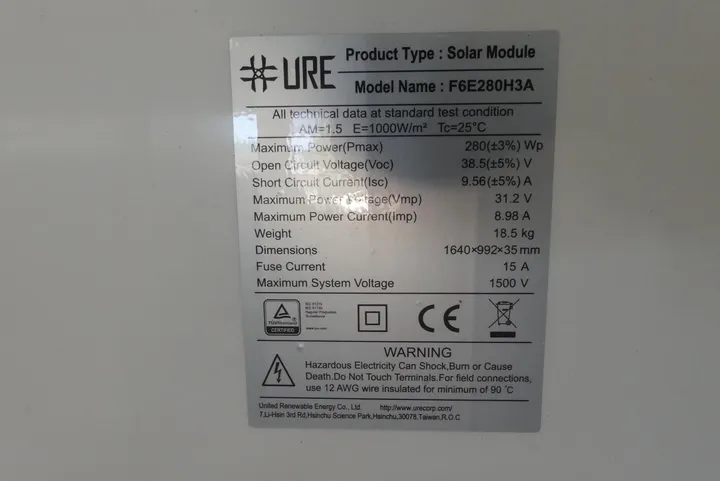 URE
Product Type : Solar Module
Model Name : F6E280H3A
All technical data at standard test condition
AM=1.5 E=1000W/m² Tc=25°C
Maximum Power(Pmax) 280(±3%) Wp
Open Circuit Voltage(Voc) 38.5(±5%) V
Short Circuit Current(Isc) 9.56(±5%) A
Maximum Power Voltage(Vmp) 31.2 V
Maximum Power Current(Imp) 8.98 A
Weight 18.5 kg
Dimensions 1640×992×35 mm
Fuse Current 15 A
Maximum System Voltage 1500 V
CERTIFIED
CE
WARNING
Hazardous Electricity Can Shock,Burn or Cause
Death.Do Not Touch Terminals.For field connections,
use 12 AWG wire insulated for minimum of 90 °C
United Renewable Energy Co., Ltd. http://www.urecorp.com/
7,Li-Hsin 3rd Rd,Hsinchu Science Park,Hsinchu,30078,Taiwan,R.O.C